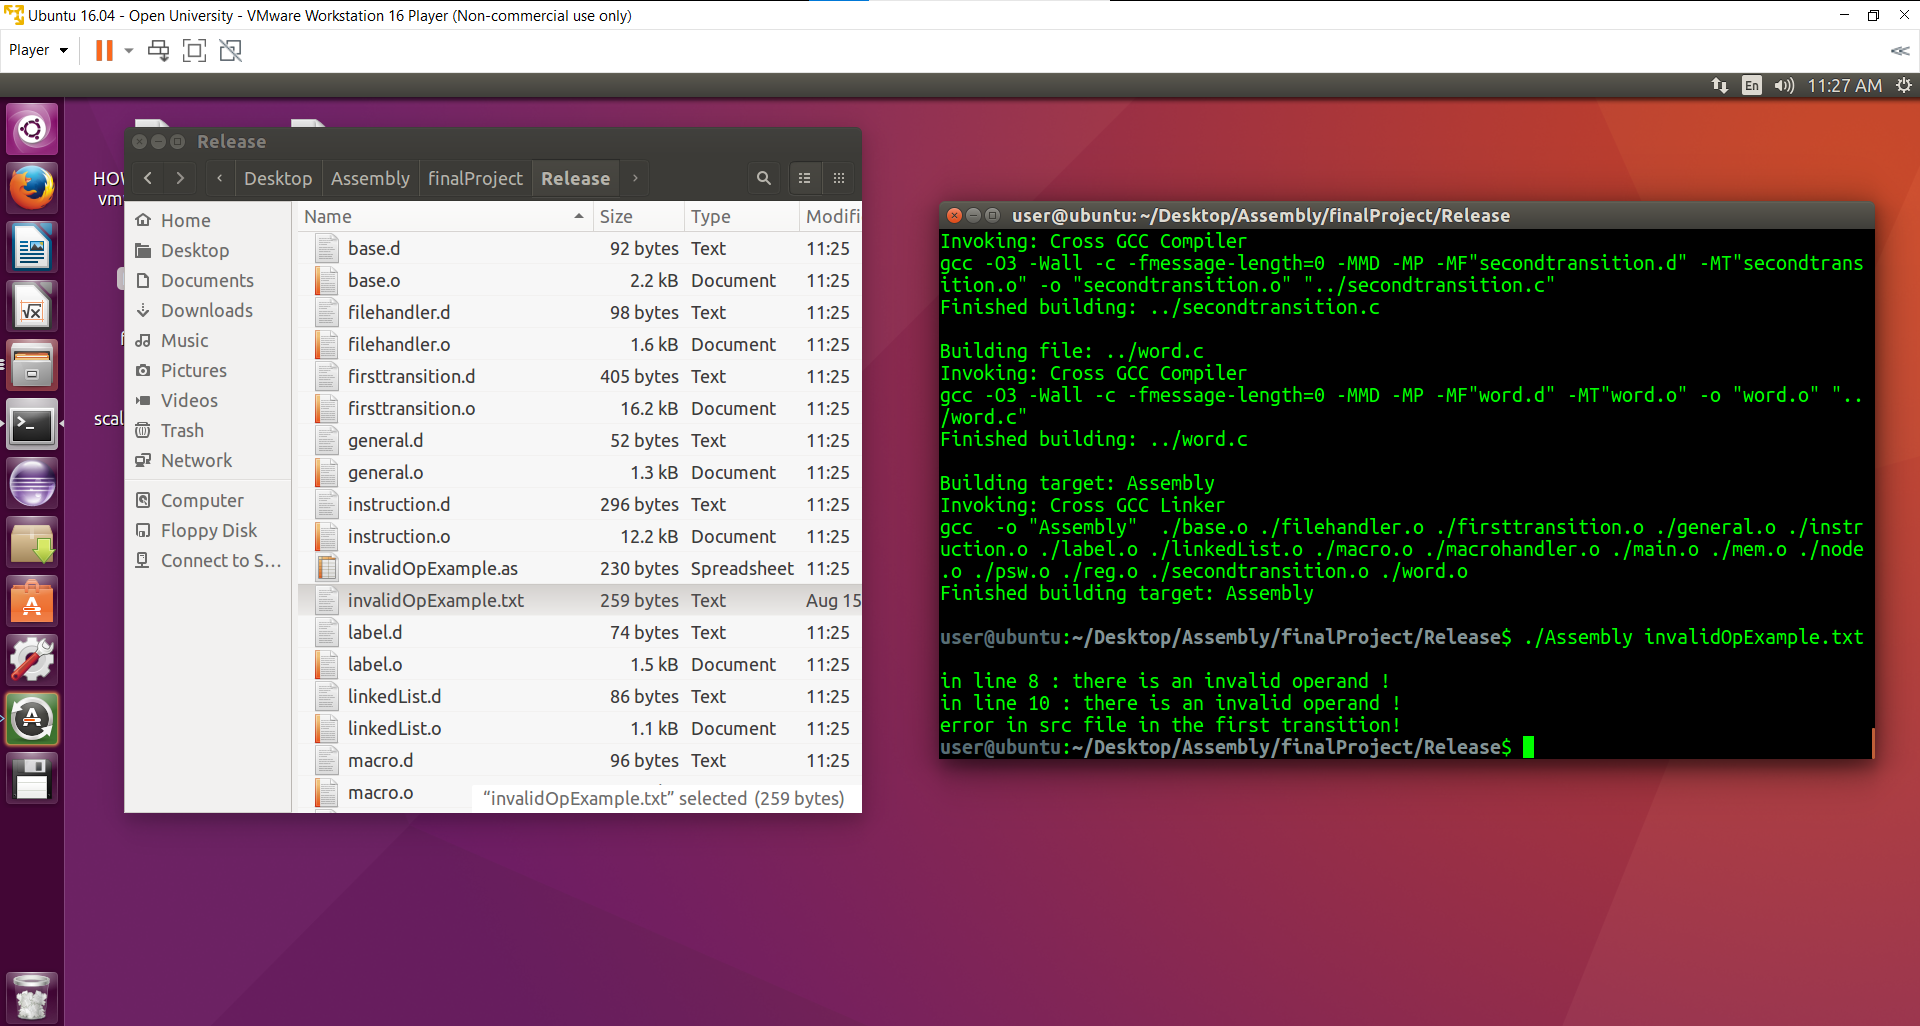 Ubuntu 16.04 - Open University - VMware Workstation 16 Player (Non-commercial use only)
Player
En 11:27 AM
HOW
vm
f
scal
Release
Desktop Assembly finalProject Release
Home
Desktop
Documents
Downloads
Music
Pictures
Videos
Trash
Network
Computer
Floppy Disk
Connect to S...
Name Size Type Modifi
base.d 92 bytes Text 11:25
base.o 2.2 kB Document 11:25
filehandler.d 98 bytes Text 11:25
filehandler.o 1.6 kB Document 11:25
firsttransition.d 405 bytes Text 11:25
firsttransition.o 16.2 kB Document 11:25
general.d 52 bytes Text 11:25
general.o 1.3 kB Document 11:25
instruction.d 296 bytes Text 11:25
instruction.o 12.2 kB Document 11:25
invalidOpExample.as 230 bytes Spreadsheet 11:25
invalidOpExample.txt 259 bytes Text Aug 15
label.d 74 bytes Text 11:25
label.o 1.5 kB Document 11:25
linkedList.d 86 bytes Text 11:25
linkedList.o 1.1 kB Document 11:25
macro.d 96 bytes Text 11:25
macro.o
“invalidOpExample.txt” selected (259 bytes)
user@ubuntu: ~/Desktop/Assembly/finalProject/Release
Invoking: Cross GCC Compiler
gcc -O3 -Wall -c -fmessage-length=0 -MMD -MP -MF"secondtransition.d" -MT"secondtrans
ition.o" -o "secondtransition.o" "../secondtransition.c"
Finished building: ../secondtransition.c
Building file: ../word.c
Invoking: Cross GCC Compiler
gcc -O3 -Wall -c -fmessage-length=0 -MMD -MP -MF"word.d" -MT"word.o" -o "word.o" "..
/word.c"
Finished building: ../word.c
Building target: Assembly
Invoking: Cross GCC Linker
gcc  -o "Assembly"  ./base.o ./filehandler.o ./firsttransition.o ./general.o ./instr
uction.o ./label.o ./linkedList.o ./macro.o ./macrohandler.o ./main.o ./mem.o ./node
.o ./psw.o ./reg.o ./secondtransition.o ./word.o
Finished building target: Assembly
user@ubuntu:~/Desktop/Assembly/finalProject/Release$ ./Assembly invalidOpExample.txt
in line 8 : there is an invalid operand !
in line 10 : there is an invalid operand !
error in src file in the first transition!
user@ubuntu:~/Desktop/Assembly/finalProject/Release$